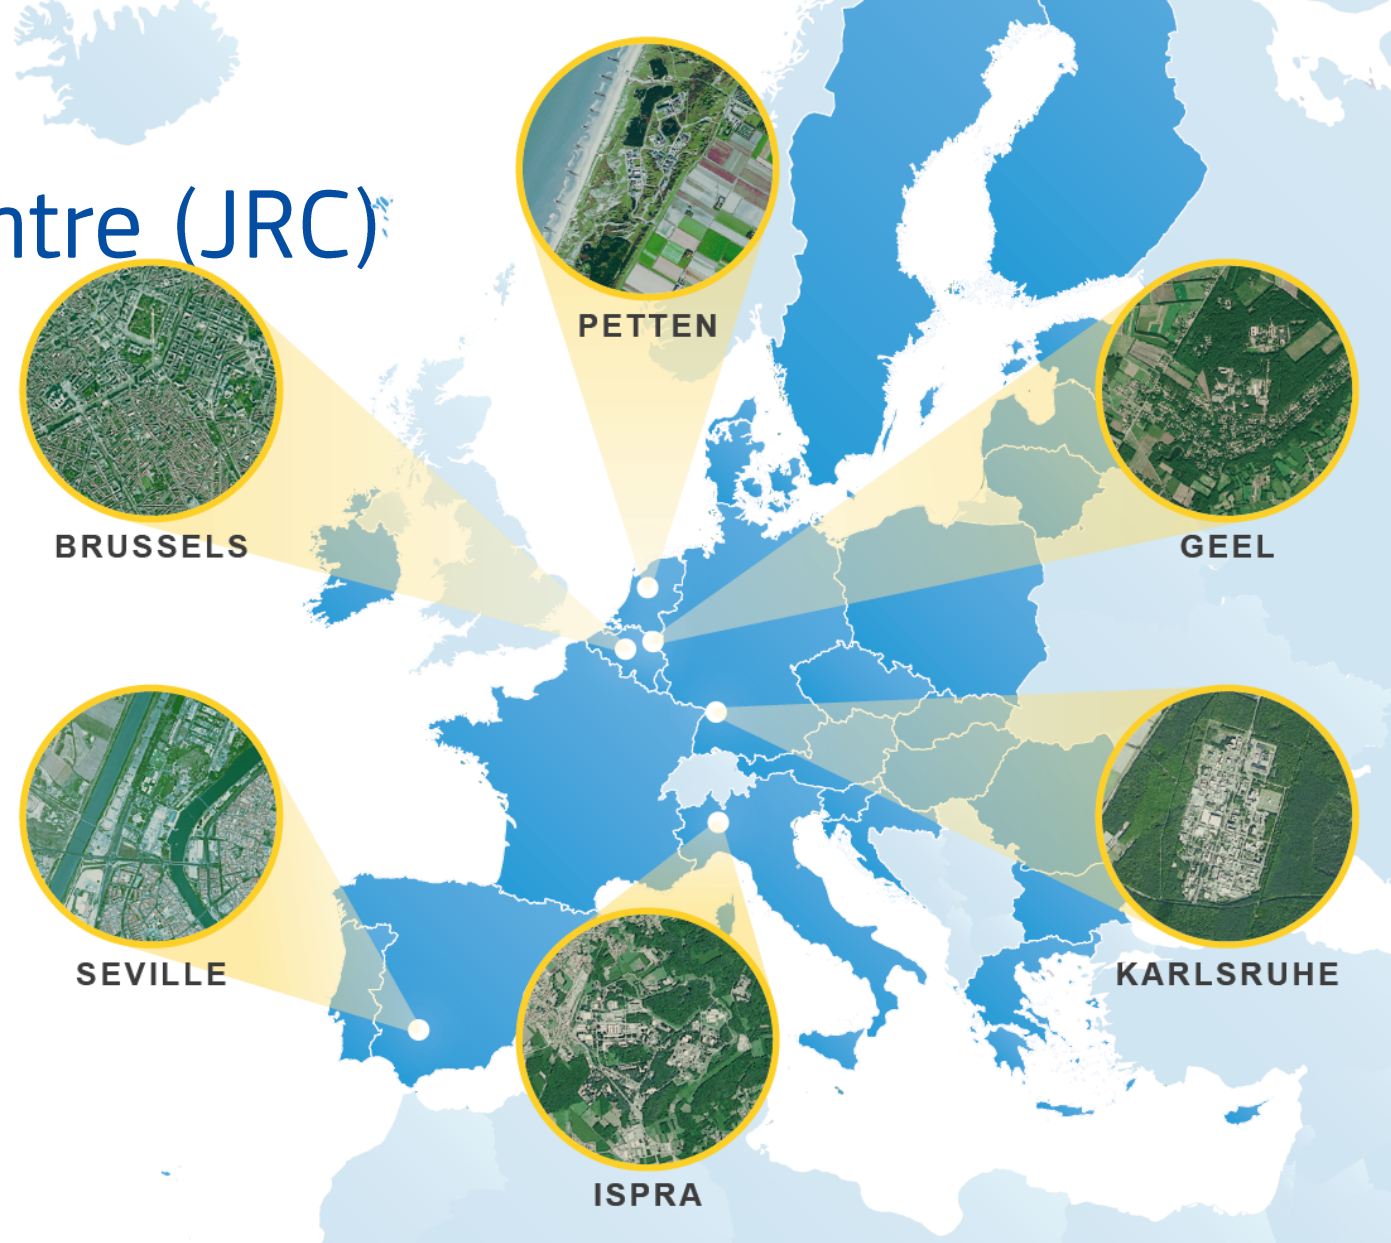 ntre (JRC)
PETTEN
BRUSSELS
GEEL
SEVILLE
KARLSRUHE
ISPRA